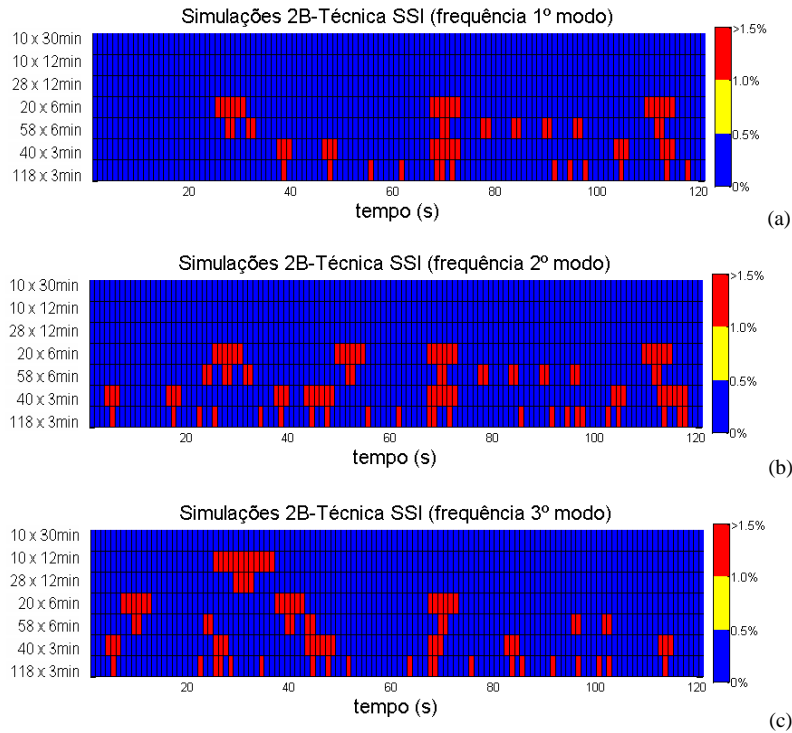 Simulações 2B-Técnica SSI (frequência 1º modo)
10 x 30min
10 x 12min
28 x 12min
20 x 6min
58 x 6min
40 x 3min
118 x 3min
20 40 60 80 100 120
tempo (s)
>1.5%
1.0%
0.5%
0%
(a)
Simulações 2B-Técnica SSI (frequência 2º modo)
10 x 30min
10 x 12min
28 x 12min
20 x 6min
58 x 6min
40 x 3min
118 x 3min
20 40 60 80 100 120
tempo (s)
>1.5%
1.0%
0.5%
0%
(b)
Simulações 2B-Técnica SSI (frequência 3º modo)
10 x 30min
10 x 12min
28 x 12min
20 x 6min
58 x 6min
40 x 3min
118 x 3min
20 40 60 80 100 120
tempo (s)
>1.5%
1.0%
0.5%
0%
(c)